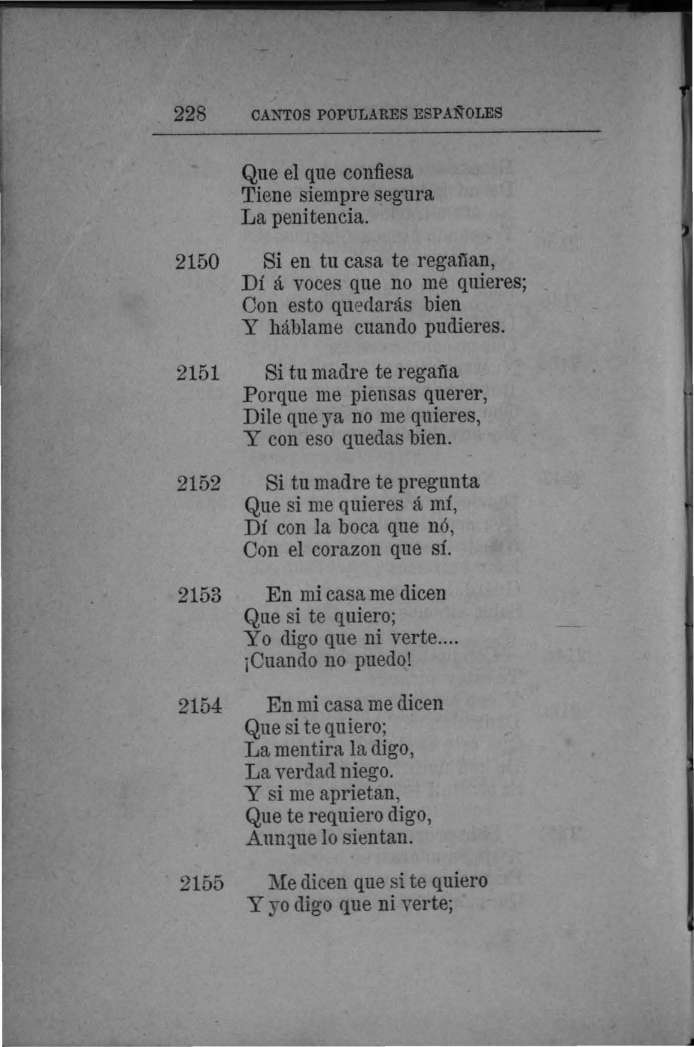 228 CANTOS POPULARES ESPAÑOLES
Que el que confiesa
Tiene siempre segura
La penitencia.
2150 Si en tu casa te regañan,
Dí á voces que no me quieres;
Con esto quedarás bien
Y háblame cuando pudieres.
2151 Si tu madre te regaña
Porque me piensas querer,
Dile que ya no me quieres,
Y con eso quedas bien.
2152 Si tu madre te pregunta
Que si me quieres á mí,
Dí con la boca que nó,
Con el corazon que sí.
2153 En mi casa me dicen
Que si te quiero;
Yo digo que ni verte....
¡Cuando no puedo!
2154 En mi casa me dicen
Que si te quiero;
La mentira la digo,
La verdad niego.
Y si me aprietan,
Que te requiero digo,
Aunque lo sientan.
2155 Me dicen que si te quiero
Y yo digo que ni verte;